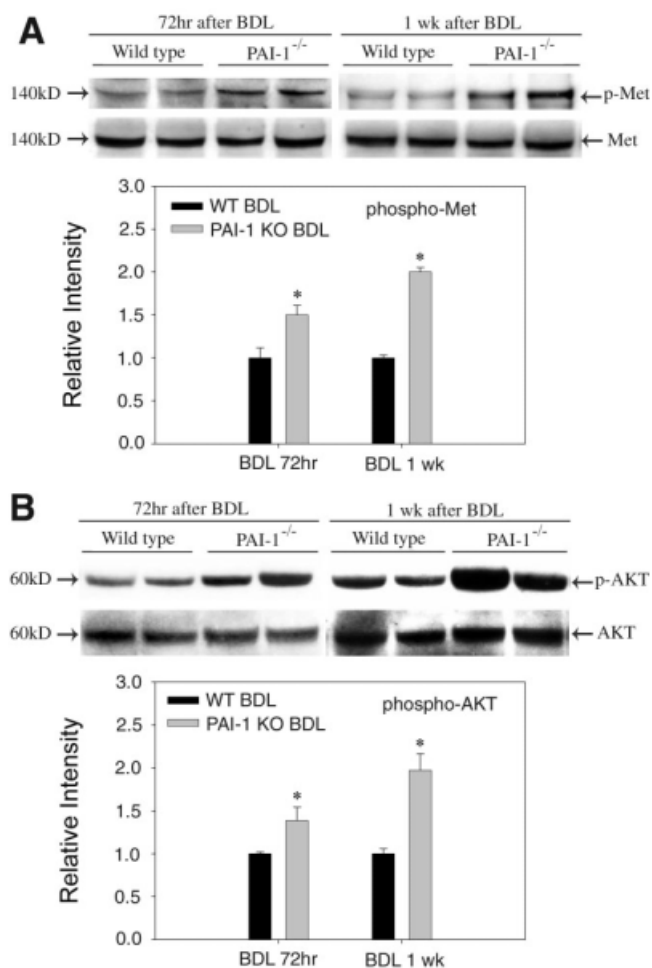 A
72hr after BDL 1 wk after BDL
Wild type PAI-1-/- Wild type PAI-1-/-
140kD → ← p-Met
140kD → ← Met
3.0
WT BDL phospho-Met
PAI-1 KO BDL
2.5
2.0 *
1.5 *
1.0
0.5
0.0
Relative Intensity
BDL 72hr BDL 1 wk
B
72hr after BDL 1 wk after BDL
Wild type PAI-1-/- Wild type PAI-1-/-
60kD → ← p-AKT
60kD → ← AKT
3.0
WT BDL phospho-AKT
PAI-1 KO BDL
2.5
2.0 *
1.5 *
1.0
0.5
0.0
Relative Intensity
BDL 72hr BDL 1 wk